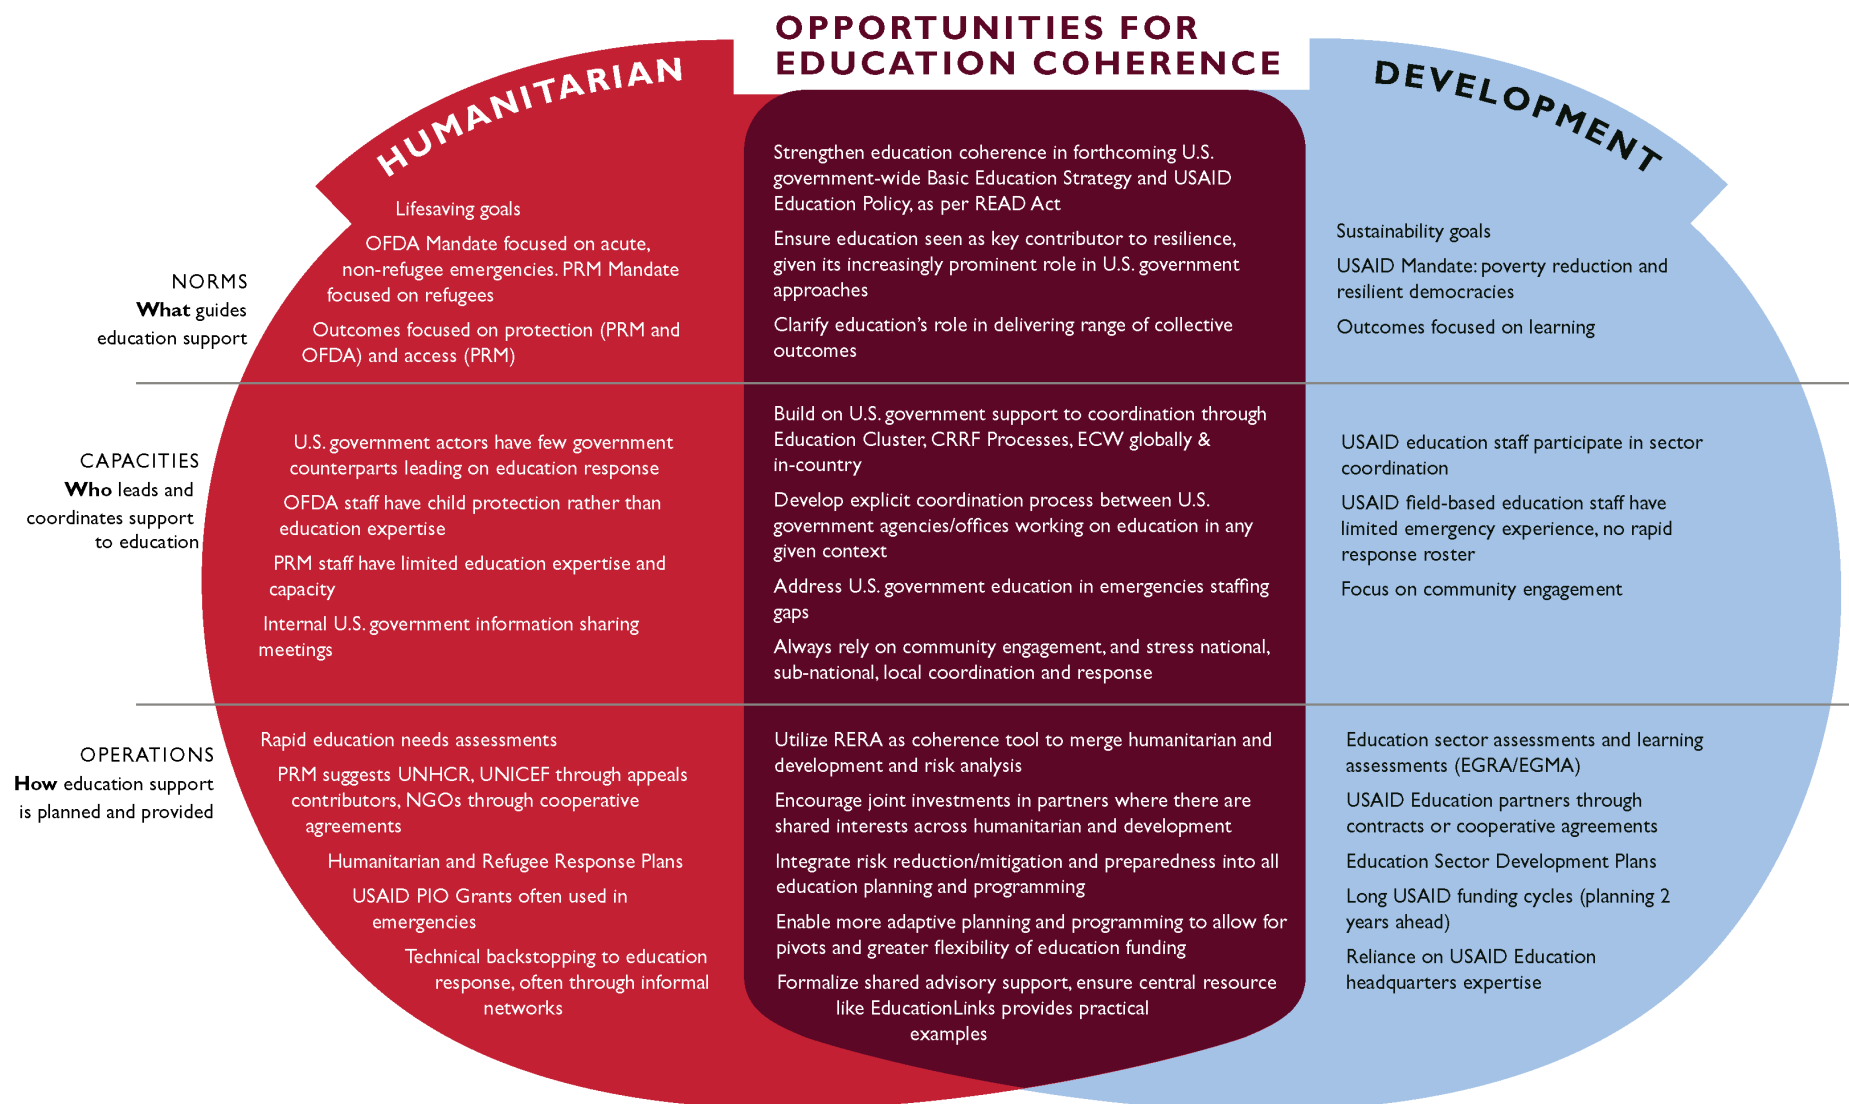 OPPORTUNITIES FOR
EDUCATION COHERENCE
HUMANITARIAN
DEVELOPMENT
NORMS
What guides
education support
Lifesaving goals
OFDA Mandate focused on acute,
non-refugee emergencies. PRM Mandate
focused on refugees
Outcomes focused on protection (PRM and
OFDA) and access (PRM)
Strengthen education coherence in forthcoming U.S.
government-wide Basic Education Strategy and USAID
Education Policy, as per READ Act
Ensure education seen as key contributor to resilience,
given its increasingly prominent role in U.S. government
approaches
Clarify education's role in delivering range of collective
outcomes
Sustainability goals
USAID Mandate: poverty reduction and
resilient democracies
Outcomes focused on learning
CAPACITIES
Who leads and
coordinates support
to education
U.S. government actors have few government
counterparts leading on education response
OFDA staff have child protection rather than
education expertise
PRM staff have limited education expertise and
capacity
Internal U.S. government information sharing
meetings
Build on U.S. government support to coordination through
Education Cluster, CRRF Processes, ECW globally &
in-country
Develop explicit coordination process between U.S.
government agencies/offices working on education in any
given context
Address U.S. government education in emergencies staffing
gaps
Always rely on community engagement, and stress national,
sub-national, local coordination and response
USAID education staff participate in sector
coordination
USAID field-based education staff have
limited emergency experience, no rapid
response roster
Focus on community engagement
OPERATIONS
How education support
is planned and provided
Rapid education needs assessments
PRM suggests UNHCR, UNICEF through appeals
contributors, NGOs through cooperative
agreements
Humanitarian and Refugee Response Plans
USAID PIO Grants often used in
emergencies
Technical backstopping to education
response, often through informal
networks
Utilize RERA as coherence tool to merge humanitarian and
development and risk analysis
Encourage joint investments in partners where there are
shared interests across humanitarian and development
Integrate risk reduction/mitigation and preparedness into all
education planning and programming
Enable more adaptive planning and programming to allow for
pivots and greater flexibility of education funding
Formalize shared advisory support, ensure central resource
like EducationLinks provides practical
examples
Education sector assessments and learning
assessments (EGRA/EGMA)
USAID Education partners through
contracts or cooperative agreements
Education Sector Development Plans
Long USAID funding cycles (planning 2
years ahead)
Reliance on USAID Education
headquarters expertise